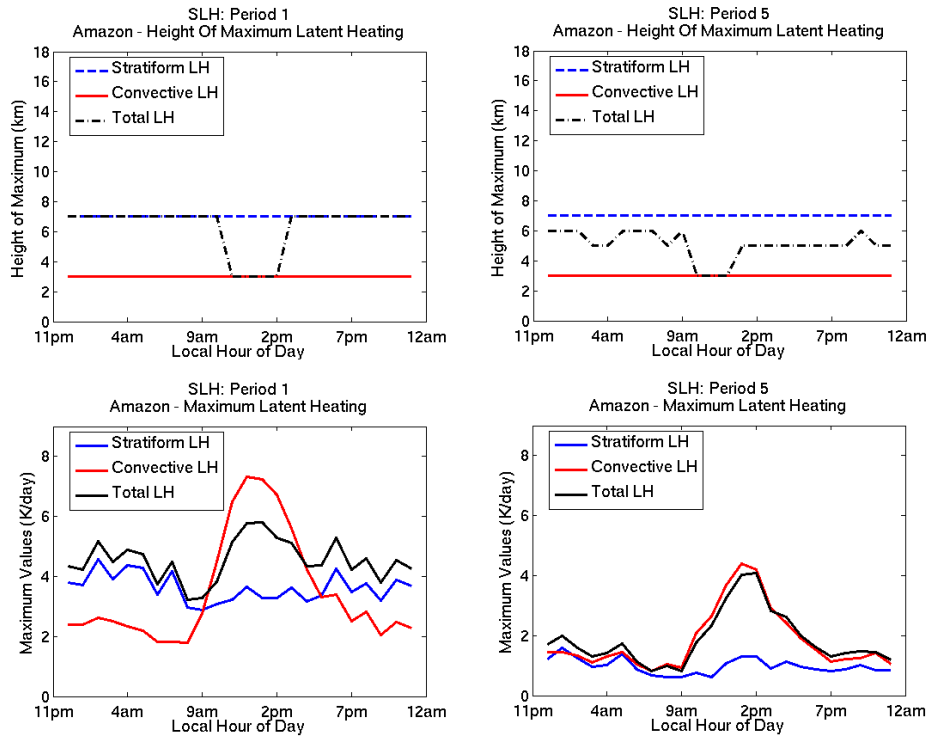 SLH: Period 1
Amazon - Height Of Maximum Latent Heating
Height of Maximum (km)
18
16
14
12
10
8
6
4
2
0
Stratiform LH
Convective LH
Total LH
11pm 4am 9am 2pm 7pm 12am
Local Hour of Day
SLH: Period 5
Amazon - Height Of Maximum Latent Heating
Height of Maximum (km)
18
16
14
12
10
8
6
4
2
0
Stratiform LH
Convective LH
Total LH
11pm 4am 9am 2pm 7pm 12am
Local Hour of Day
SLH: Period 1
Amazon - Maximum Latent Heating
Maximum Values (K/day)
8
6
4
2
0
Stratiform LH
Convective LH
Total LH
11pm 4am 9am 2pm 7pm 12am
Local Hour of Day
SLH: Period 5
Amazon - Maximum Latent Heating
Maximum Values (K/day)
8
6
4
2
0
Stratiform LH
Convective LH
Total LH
11pm 4am 9am 2pm 7pm 12am
Local Hour of Day